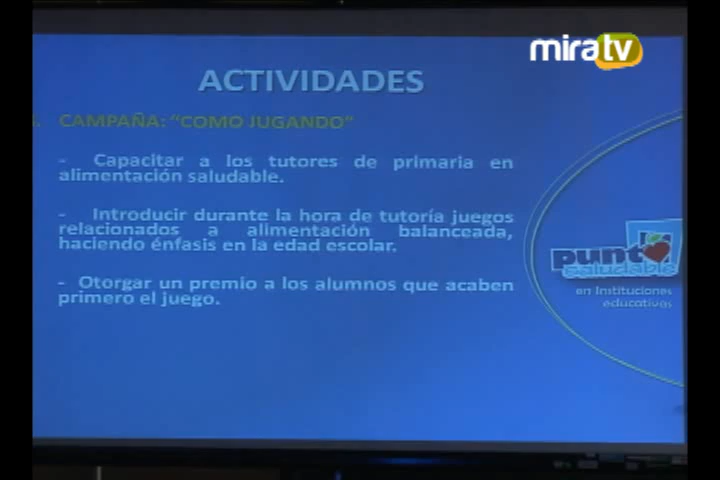 miratv
ACTIVIDADES
CAMPAÑA: “COMO JUGANDO”
- Capacitar a los tutores de primaria en
alimentación saludable.
- Introducir durante la hora de tutoría juegos
relacionados a alimentación balanceada,
haciendo énfasis en la edad escolar.
- Otorgar un premio a los alumnos que acaben
primero el juego.
punto
saludable
en Instituciones
educativas